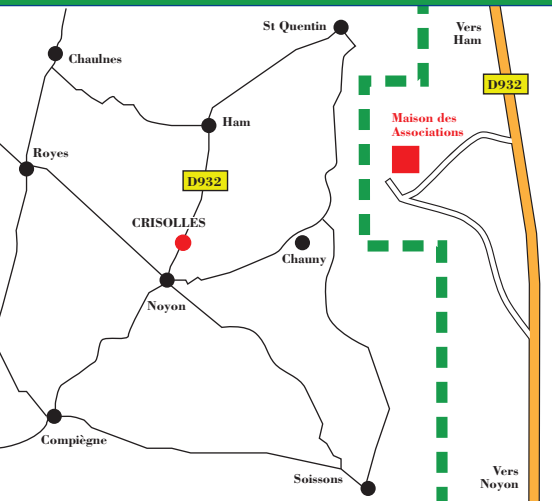 St Quentin
Chaulnes
Ham
Royes
D932
CRISOLLES
Chauny
Noyon
Compiègne
Soissons
Vers
Ham
D932
Maison des
Associations
Vers
Noyon